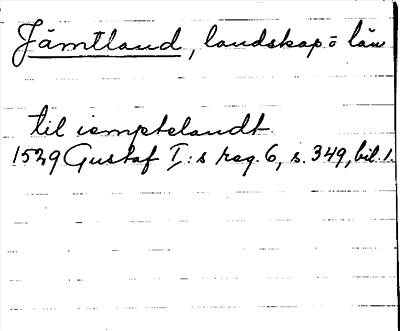 Jämtland, landskap o län
til iemptelandt
1529 Gustaf I:s reg. 6, s. 349, bil. 1.